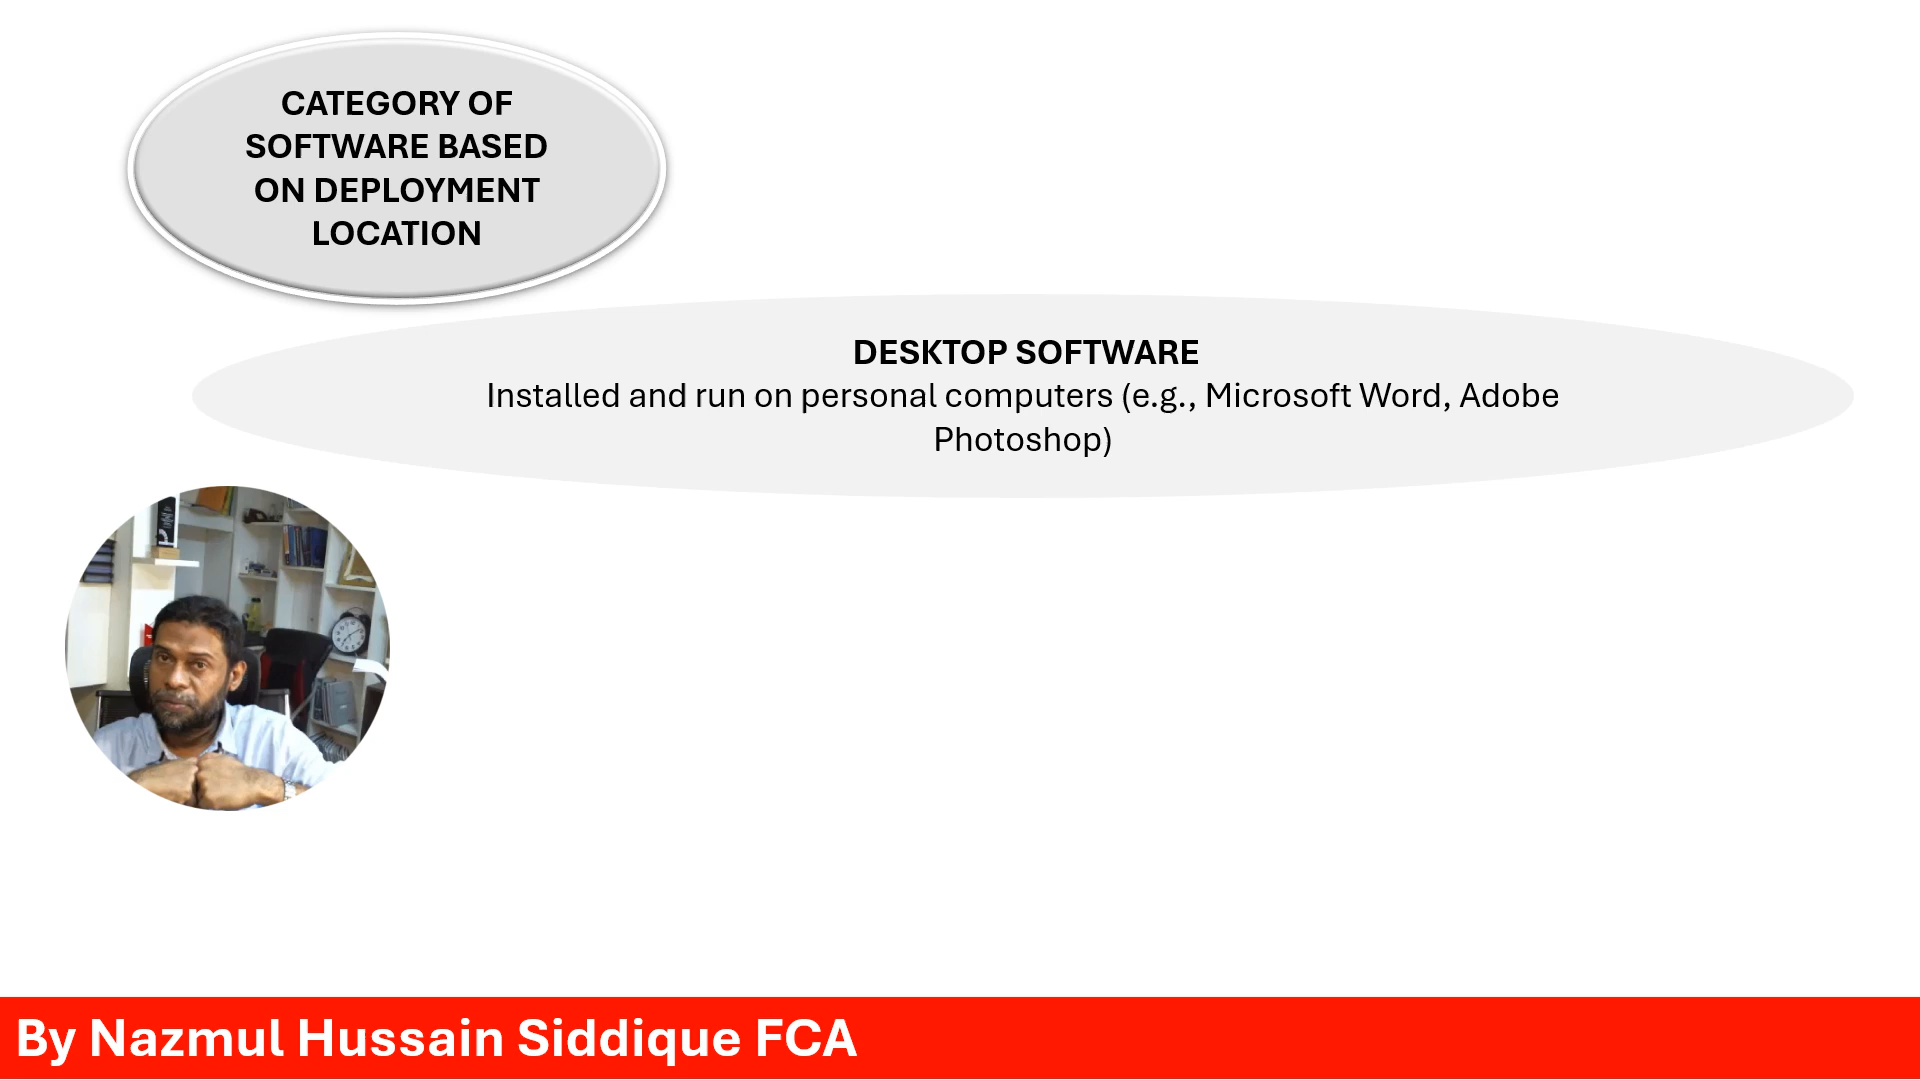 CATEGORY OF
SOFTWARE BASED
ON DEPLOYMENT
LOCATION
DESKTOP SOFTWARE
Installed and run on personal computers (e.g., Microsoft Word, Adobe
Photoshop)
By Nazmul Hussain Siddique FCA